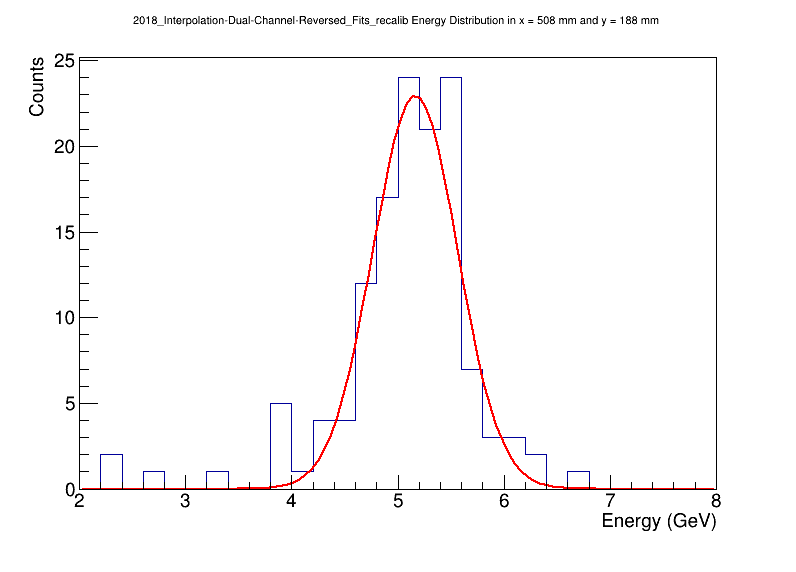 2018_Interpolation-Dual-Channel-Reversed_Fits_recalib Energy Distribution in x = 508 mm and y = 188 mm
Counts
25
20
15
10
5
0
2 3 4 5 6 7 8
Energy (GeV)